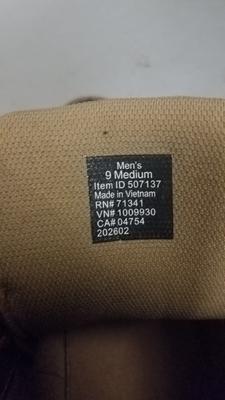 Men's
9 Medium
Item ID 507137
Made in Vietnam
RN# 71341
VN# 1009930
CA# 04754
202602